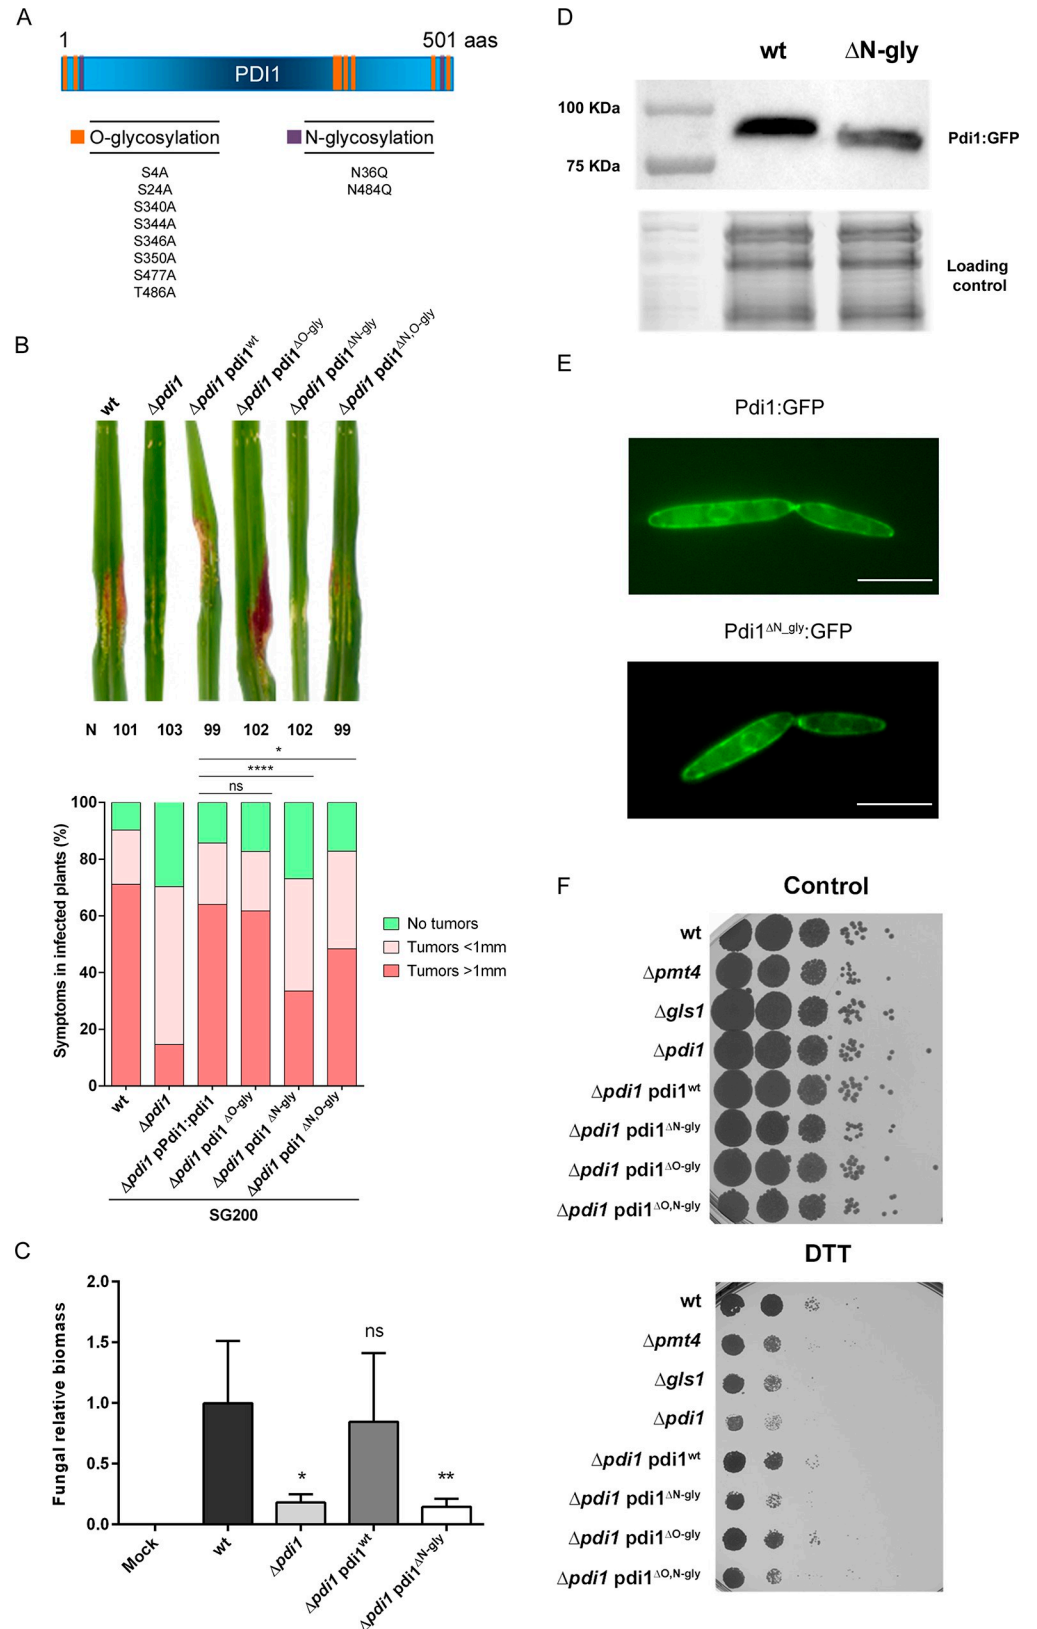 A
1
501 aas
PDI1
O-glycosylation
N-glycosylation
S4A
S24A
S340A
S344A
S346A
S350A
S477A
T486A
N36Q
N484Q
B
wt
Δpdi1
Δpdi1 pdi1wt
Δpdi1 pdi1ΔO-gly
Δpdi1 pdi1ΔN-gly
Δpdi1 pdi1ΔN,O-gly
N 101 103 99 102 102 99
*
****
ns
Symptoms in infected plants (%)
100
80
60
40
20
0
No tumors
Tumors <1mm
Tumors >1mm
wt
Δpdi1
Δpdi1 pPdi1:pdi1
Δpdi1 pdi1 ΔO-gly
Δpdi1 pdi1 ΔN-gly
Δpdi1 pdi1 ΔN,O-gly
SG200
C
Fungal relative biomass
2.0
1.5
1.0
0.5
0.0
*
ns
**
Mock
wt
Δpdi1
Δpdi1 pdi1wt
Δpdi1 pdi1ΔN-gly
D
wt
ΔN-gly
100 KDa
75 KDa
Pdi1:GFP
Loading
control
E
Pdi1:GFP
Pdi1ΔN_gly:GFP
F
Control
wt
Δpmt4
Δgls1
Δpdi1
Δpdi1 pdi1wt
Δpdi1 pdi1ΔN-gly
Δpdi1 pdi1ΔO-gly
Δpdi1 pdi1ΔO,N-gly
DTT
wt
Δpmt4
Δgls1
Δpdi1
Δpdi1 pdi1wt
Δpdi1 pdi1ΔN-gly
Δpdi1 pdi1ΔO-gly
Δpdi1 pdi1ΔO,N-gly